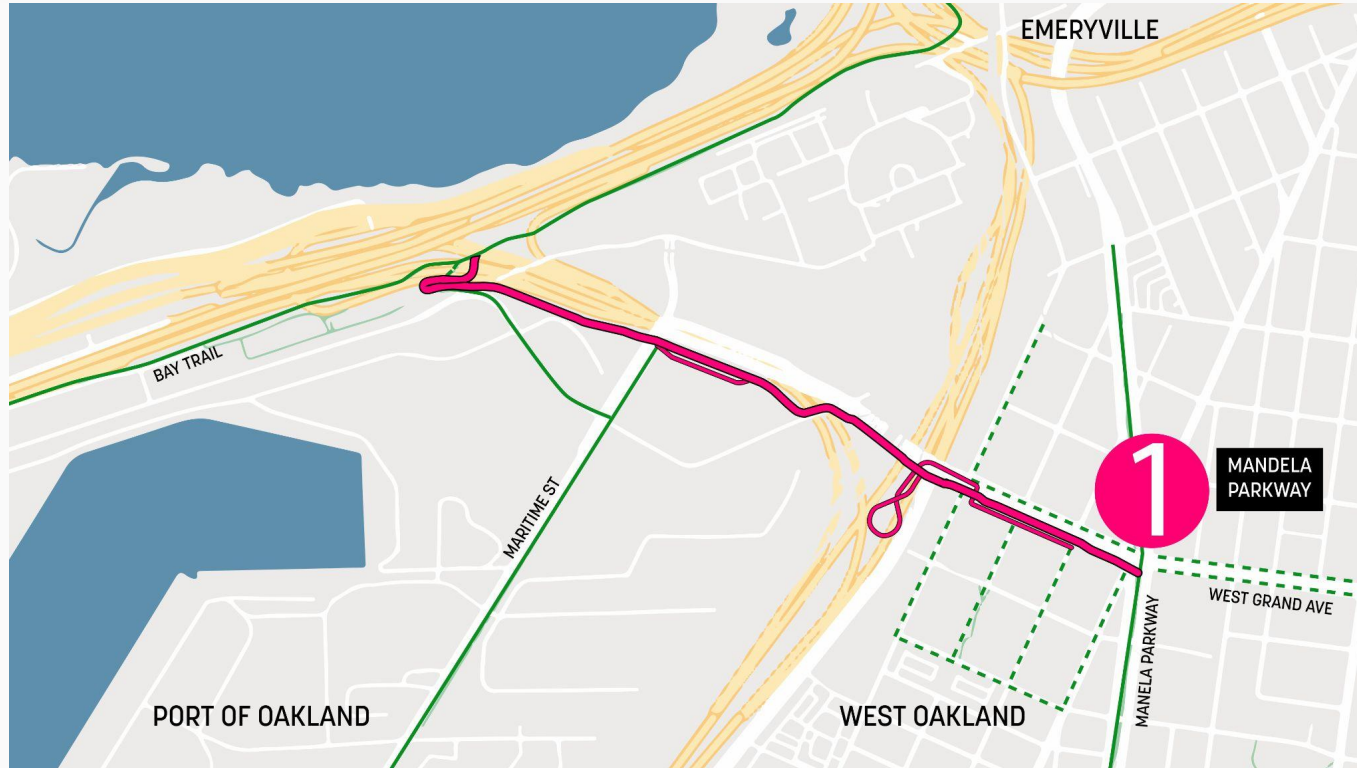 EMERYVILLE
BAY TRAIL
1
MANDELA
PARKWAY
MARITIME ST
WEST GRAND AVE
MANELA PARKWAY
PORT OF OAKLAND
WEST OAKLAND